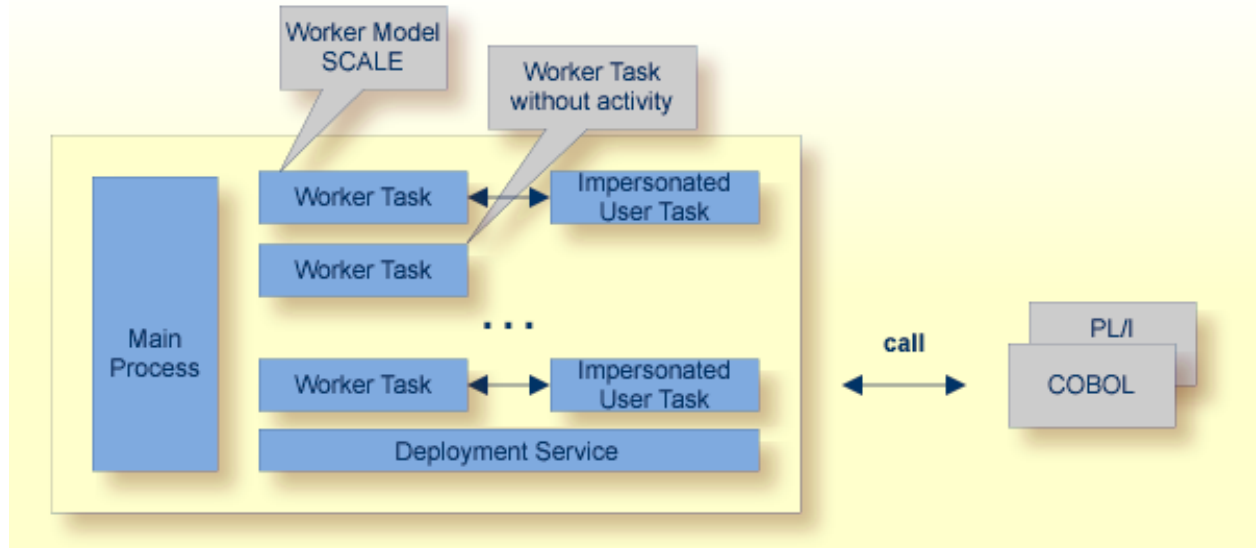 Worker Model
SCALE
Worker Task
without activity
Worker Task
Impersonated
User Task
Worker Task
...
Main
Process
Worker Task
Impersonated
User Task
Deployment Service
call
PL/I
COBOL